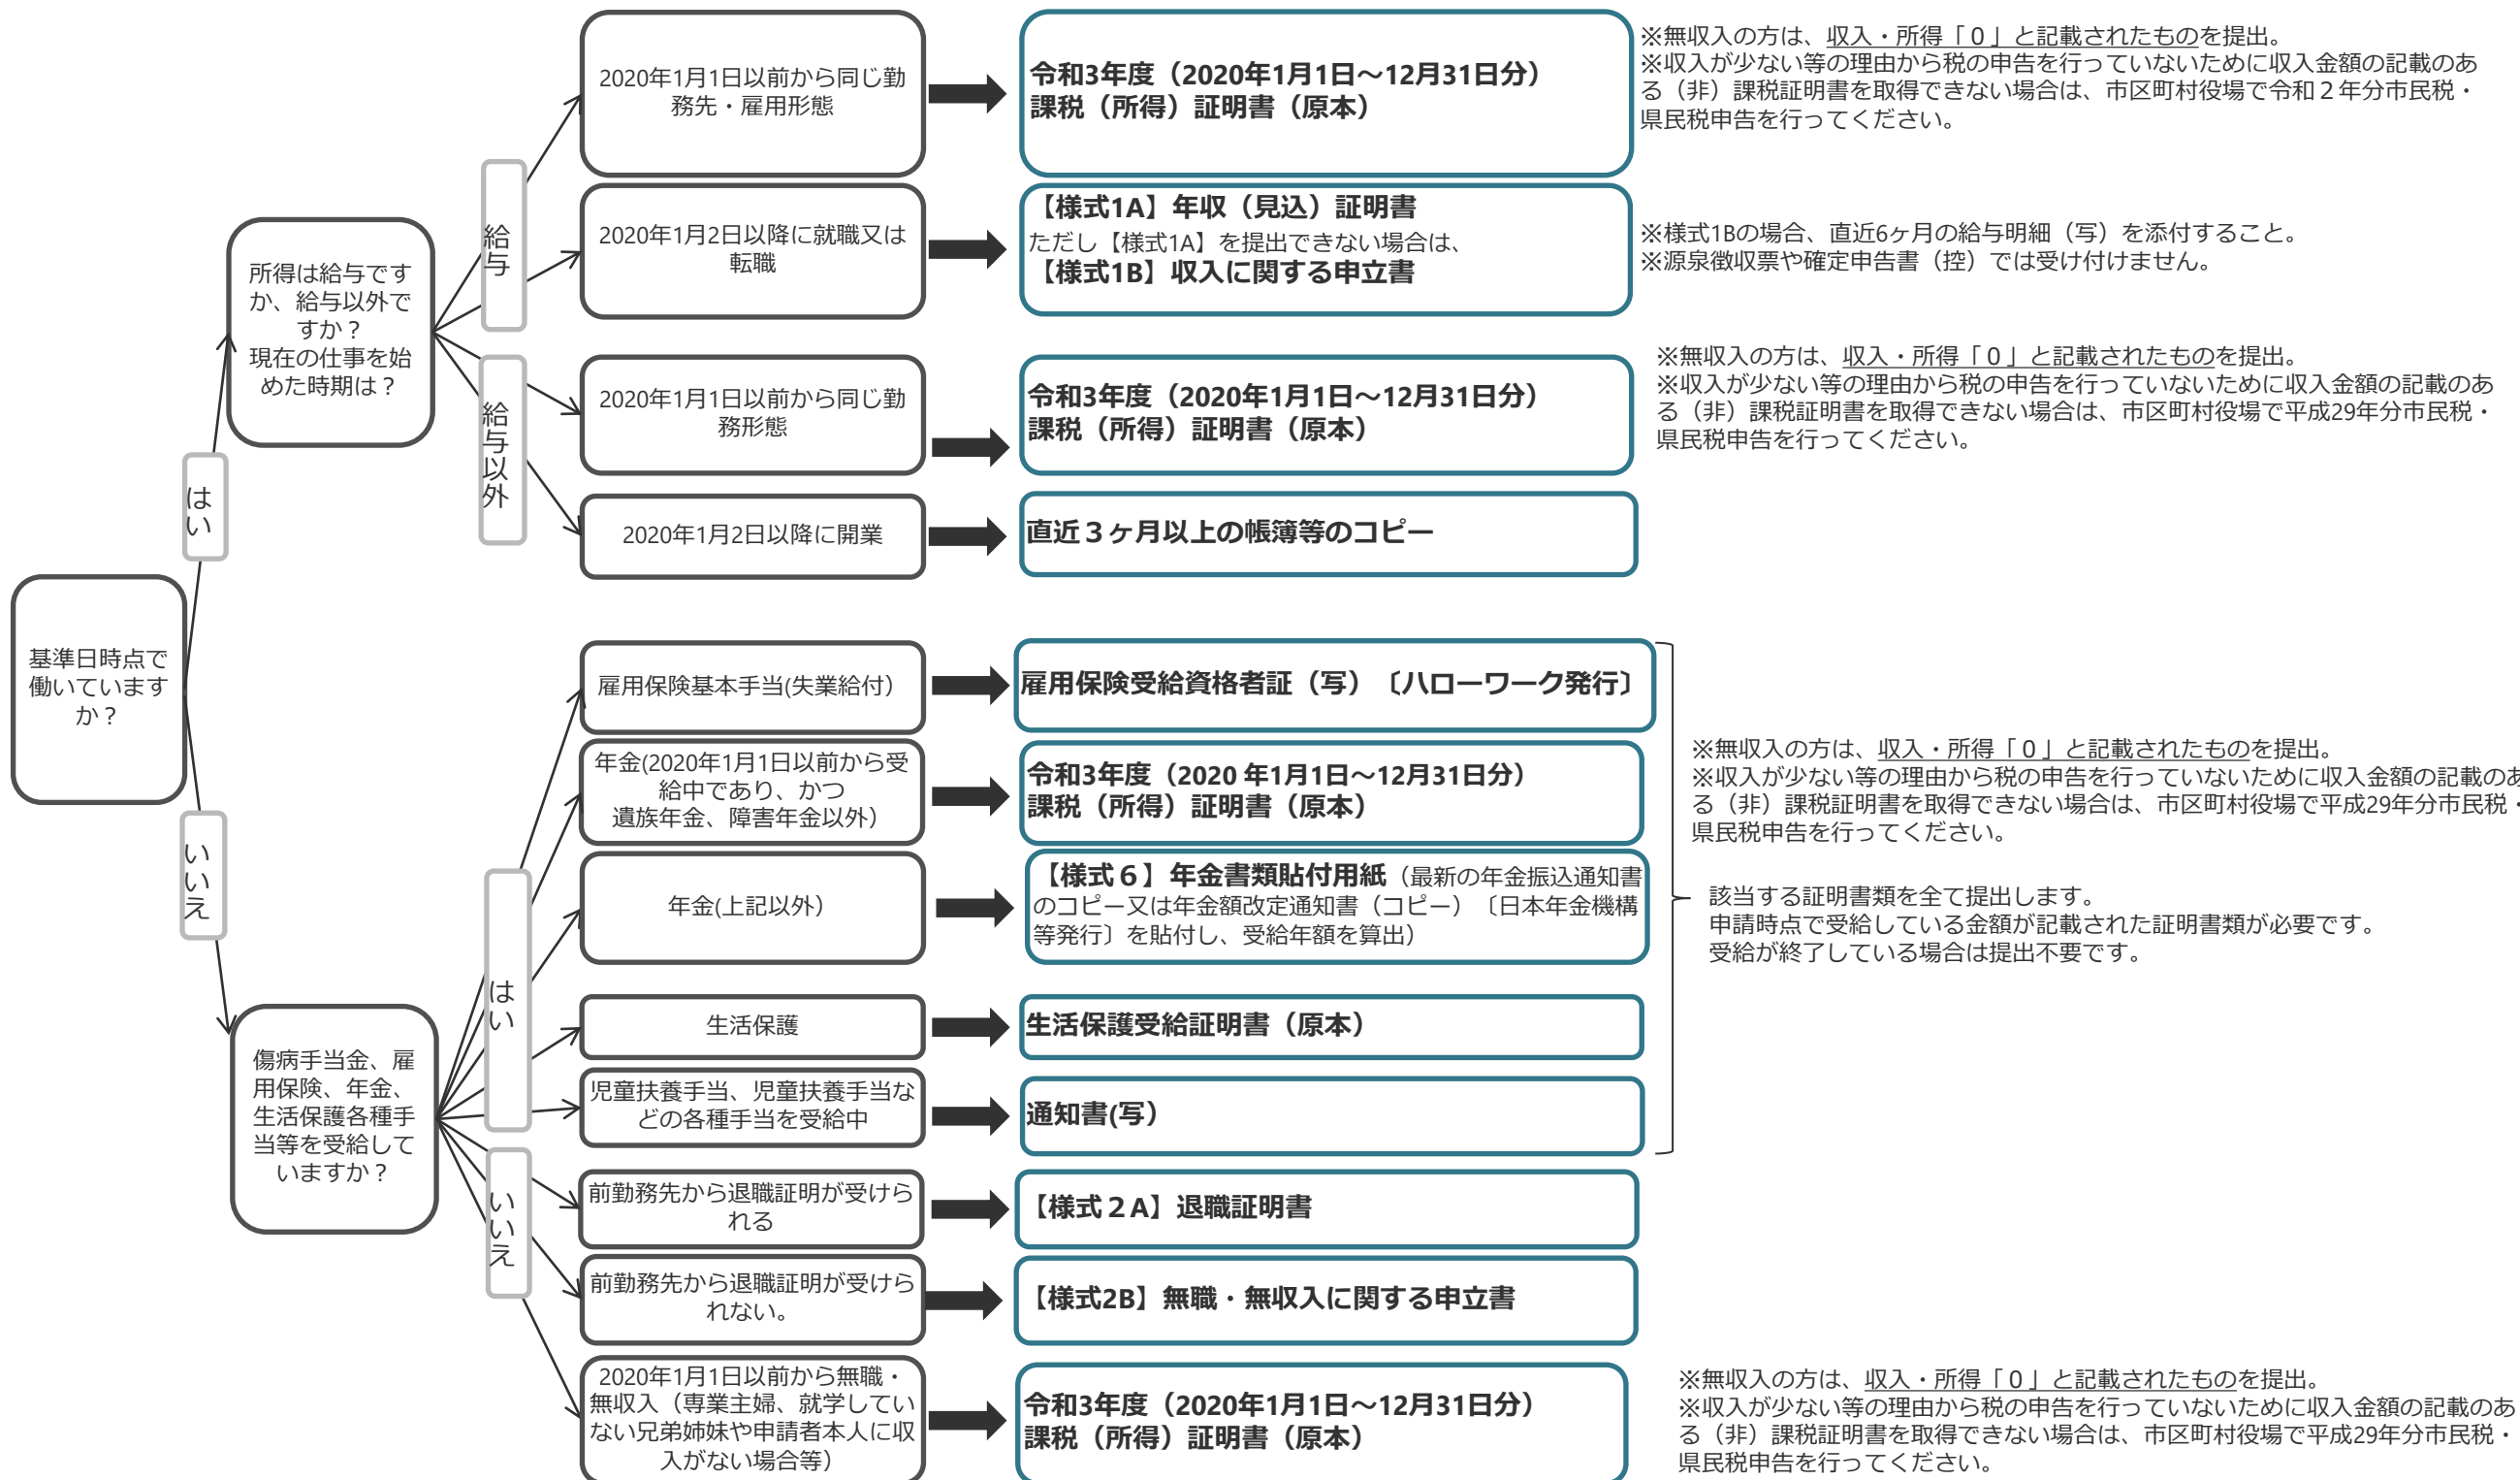 基準日時点で
働いています
か？
はい
いいえ
所得は給与です
か、給与以外で
すか？
現在の仕事を始
めた時期は？
給与
給与以外
2020年1月1日以前から同じ勤
務先・雇用形態
令和3年度（2020年1月1日～12月31日分）
課税（所得）証明書（原本）
※無収入の方は、収入・所得「０」と記載されたものを提出。
※収入が少ない等の理由から税の申告を行っていないために収入金額の記載のあ
る（非）課税証明書を取得できない場合は、市区町村役場で令和２年分市民税・
県民税申告を行ってください。
2020年1月2日以降に就職又は
転職
【様式1A】年収（見込）証明書
ただし【様式1A】を提出できない場合は、
【様式1B】収入に関する申立書
※様式1Bの場合、直近6ヶ月の給与明細（写）を添付すること。
※源泉徴収票や確定申告書（控）では受け付けません。
2020年1月1日以前から同じ勤
務形態
令和3年度（2020年1月1日～12月31日分）
課税（所得）証明書（原本）
※無収入の方は、収入・所得「０」と記載されたものを提出。
※収入が少ない等の理由から税の申告を行っていないために収入金額の記載のあ
る（非）課税証明書を取得できない場合は、市区町村役場で平成29年分市民税・
県民税申告を行ってください。
2020年1月2日以降に開業
直近３ヶ月以上の帳簿等のコピー
傷病手当金、雇
用保険、年金、
生活保護各種手
当等を受給して
いますか？
はい
いいえ
雇用保険基本手当(失業給付）
雇用保険受給資格者証（写）〔ハローワーク発行〕
年金(2020年1月1日以前から受
給中であり、かつ
遺族年金、障害年金以外）
令和3年度（2020 年1月1日～12月31日分）
課税（所得）証明書（原本）
※無収入の方は、収入・所得「０」と記載されたものを提出。
※収入が少ない等の理由から税の申告を行っていないために収入金額の記載のあ
る（非）課税証明書を取得できない場合は、市区町村役場で平成29年分市民税・
県民税申告を行ってください。
年金(上記以外）
【様式６】年金書類貼付用紙（最新の年金振込通知書
のコピー又は年金額改定通知書（コピー）〔日本年金機構
等発行〕を貼付し、受給年額を算出）
該当する証明書類を全て提出します。
申請時点で受給している金額が記載された証明書類が必要です。
受給が終了している場合は提出不要です。
生活保護
生活保護受給証明書（原本）
児童扶養手当、児童扶養手当な
どの各種手当を受給中
通知書(写）
前勤務先から退職証明が受けら
れる
【様式２A】退職証明書
前勤務先から退職証明が受けら
れない。
【様式2B】無職・無収入に関する申立書
2020年1月1日以前から無職・
無収入（専業主婦、就学してい
ない兄弟姉妹や申請者本人に収
入がない場合等）
令和3年度（2020年1月1日～12月31日分）
課税（所得）証明書（原本）
※無収入の方は、収入・所得「０」と記載されたものを提出。
※収入が少ない等の理由から税の申告を行っていないために収入金額の記載のあ
る（非）課税証明書を取得できない場合は、市区町村役場で平成29年分市民税・
県民税申告を行ってください。